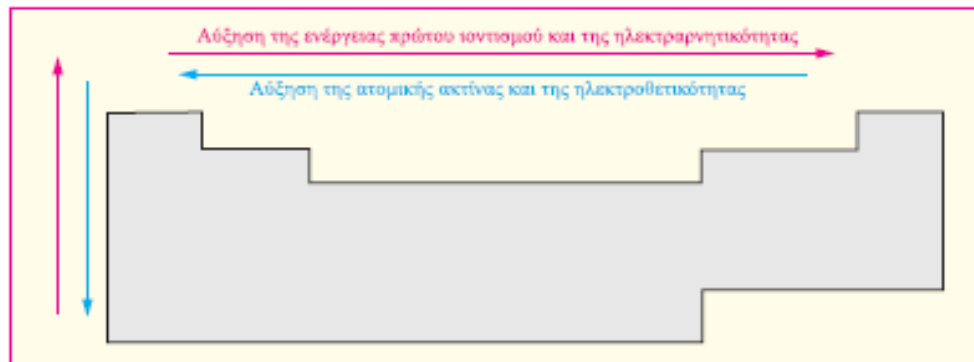 Αύξηση της ενέργειας πρώτου ιοντισμού και της ηλεκτραρνητικότητας
Αύξηση της ατομικής ακτίνας και της ηλεκτροθετικότητας